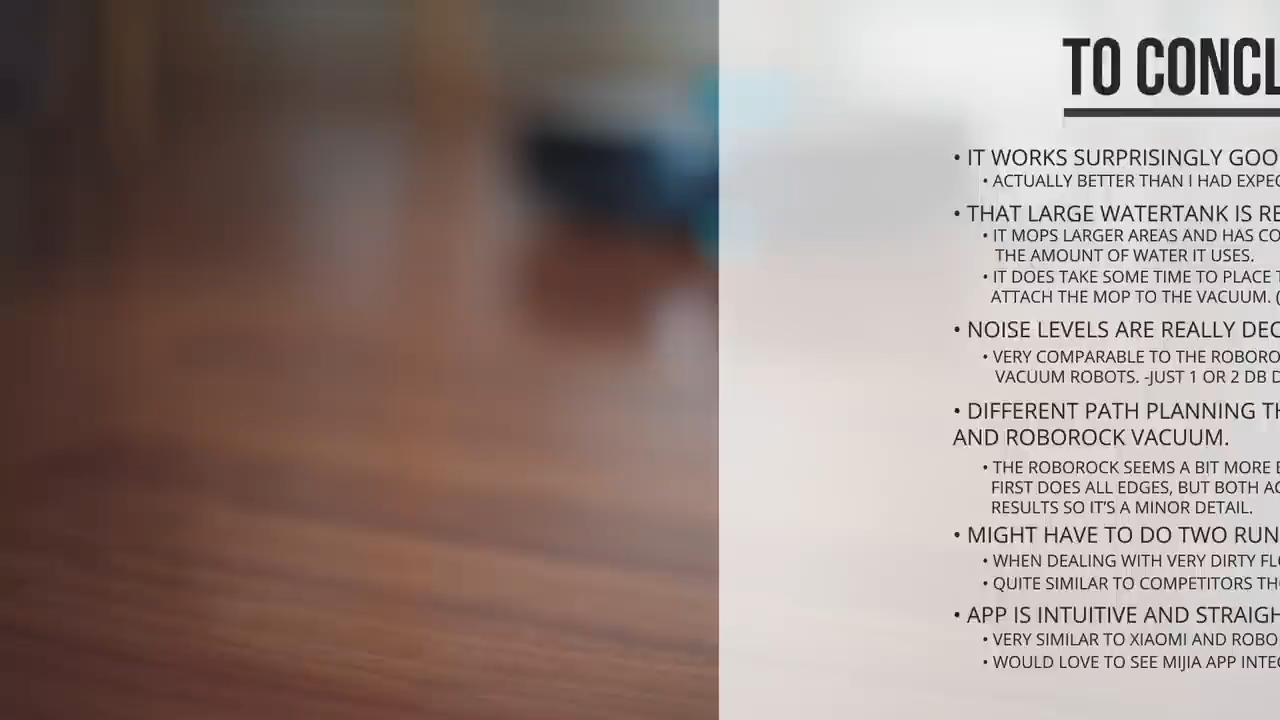 TO CONCL
• IT WORKS SURPRISINGLY GOO
• ACTUALLY BETTER THAN I HAD EXPEC
• THAT LARGE WATERTANK IS RE
• IT MOPS LARGER AREAS AND HAS CO
THE AMOUNT OF WATER IT USES.
• IT DOES TAKE SOME TIME TO PLACE T
ATTACH THE MOP TO THE VACUUM. (
• NOISE LEVELS ARE REALLY DEC
• VERY COMPARABLE TO THE ROBORO
VACUUM ROBOTS. -JUST 1 OR 2 DB D
• DIFFERENT PATH PLANNING TH
AND ROBOROCK VACUUM.
• THE ROBOROCK SEEMS A BIT MORE E
FIRST DOES ALL EDGES, BUT BOTH AC
RESULTS SO IT'S A MINOR DETAIL.
• MIGHT HAVE TO DO TWO RUN
• WHEN DEALING WITH VERY DIRTY FLO
• QUITE SIMILAR TO COMPETITORS THO
• APP IS INTUITIVE AND STRAIGH
• VERY SIMILAR TO XIAOMI AND ROBO
• WOULD LOVE TO SEE MIJIA APP INTEG